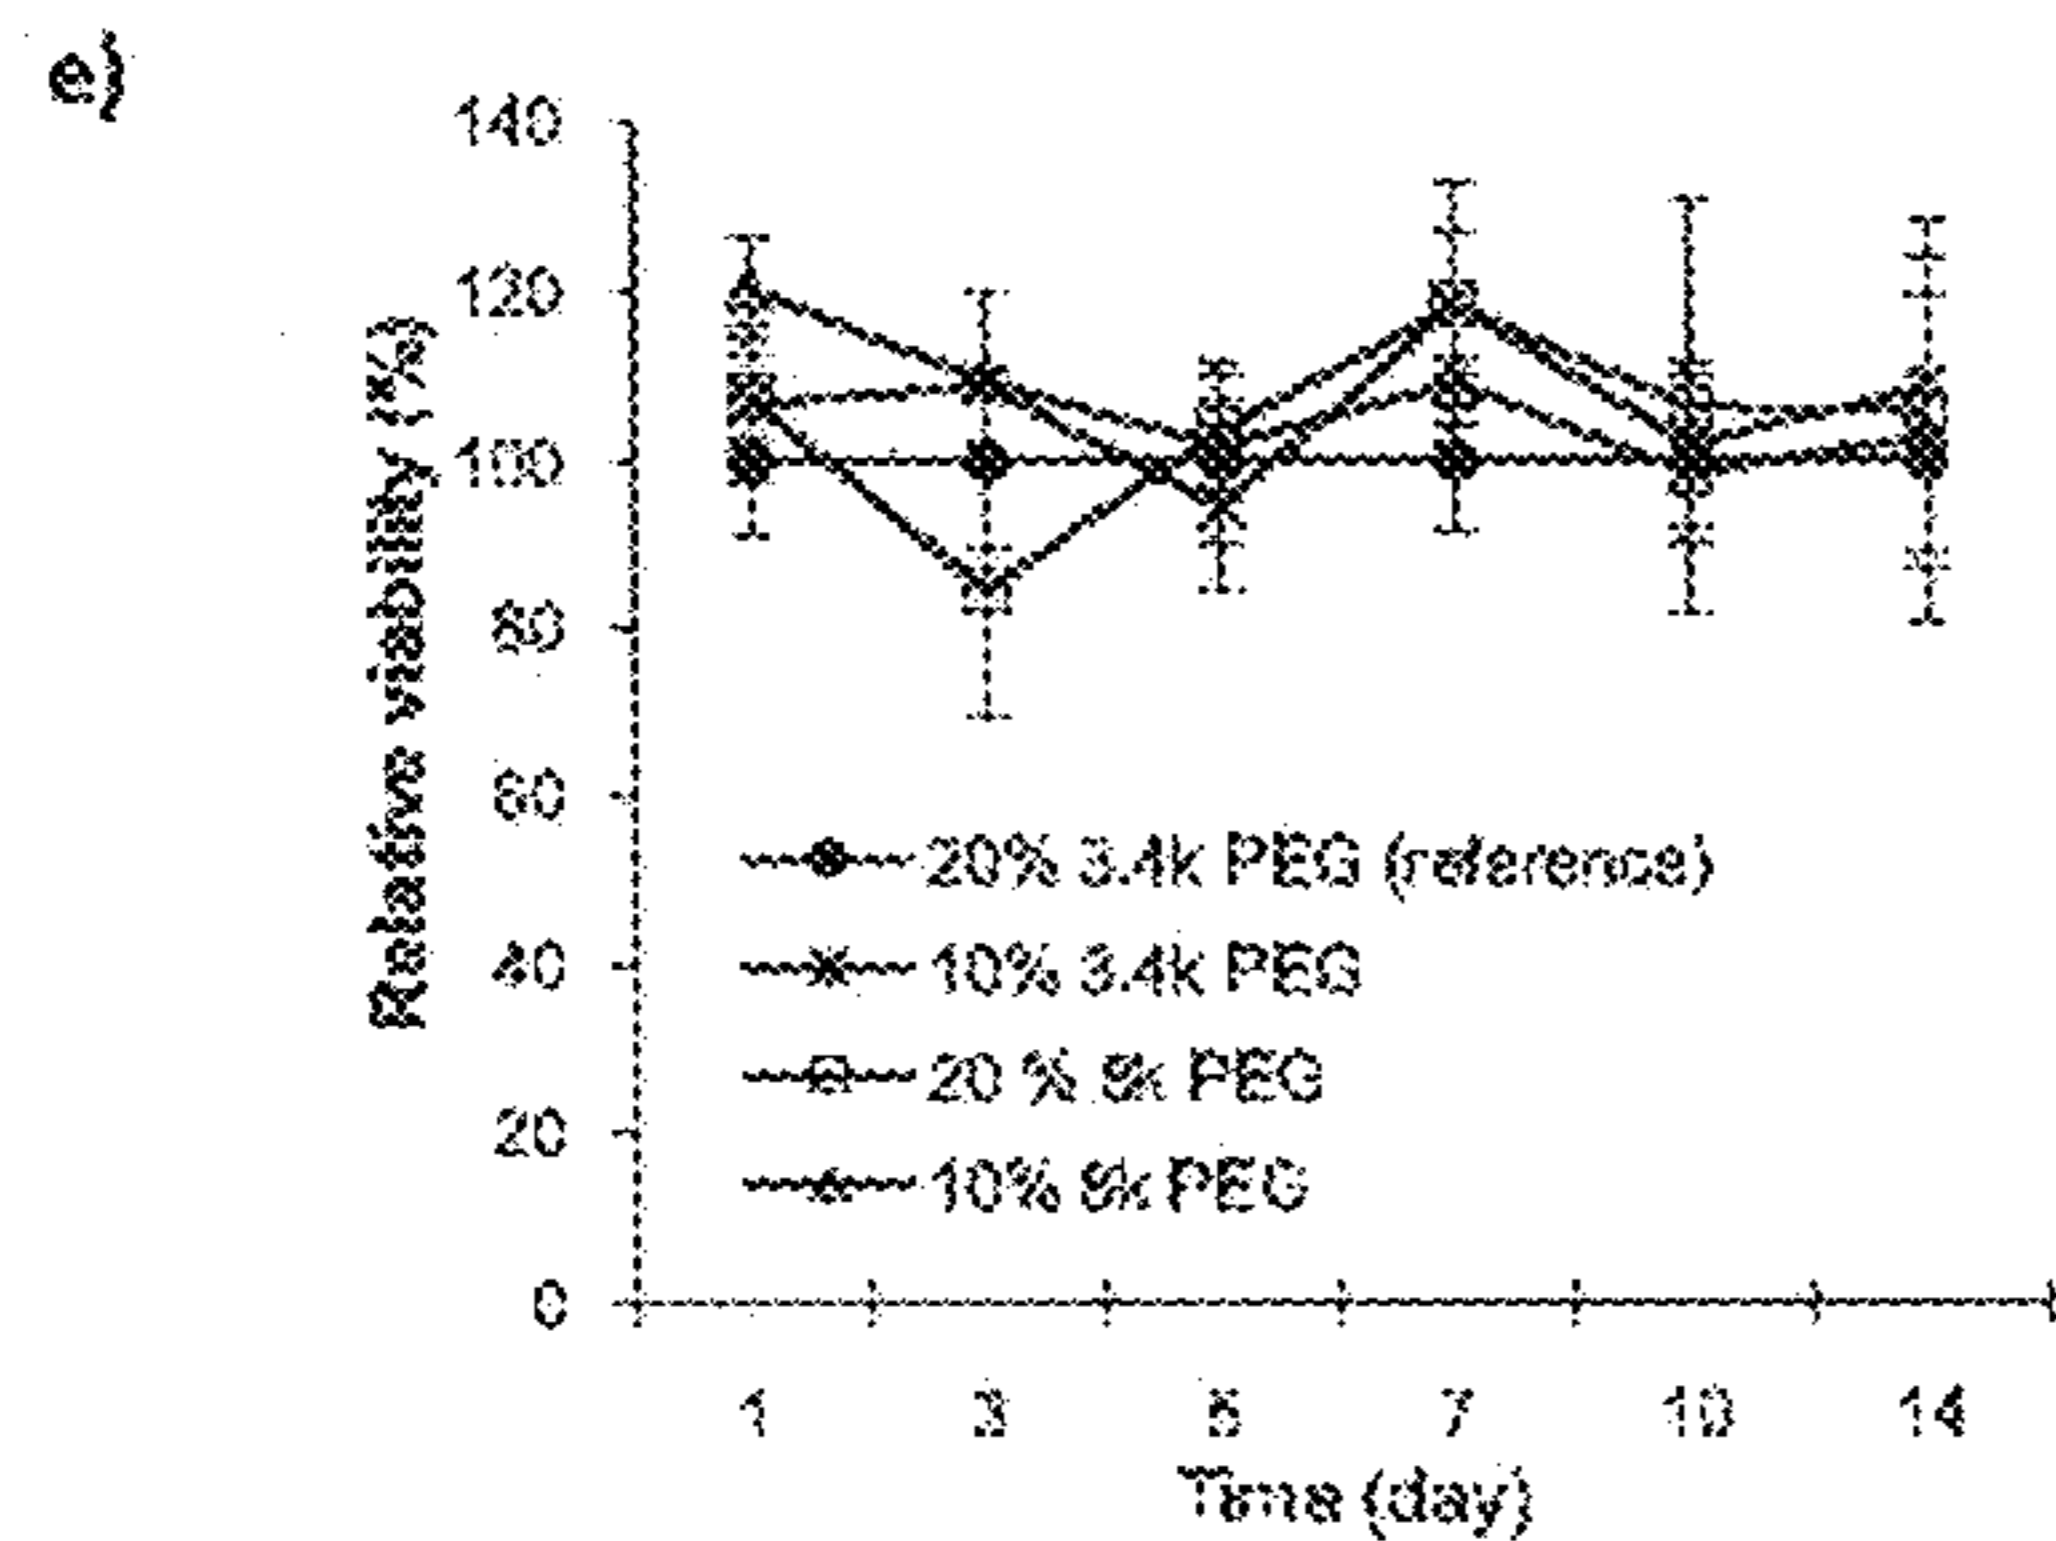 e)
140
120
100
80
60
40
20
0
Relative viability (%)
20% 3.4k PEG (reference)
10% 3.4k PEG
20 % 8k PEG
10% 8k PEG
1 3 5 7 10 14
Time (day)